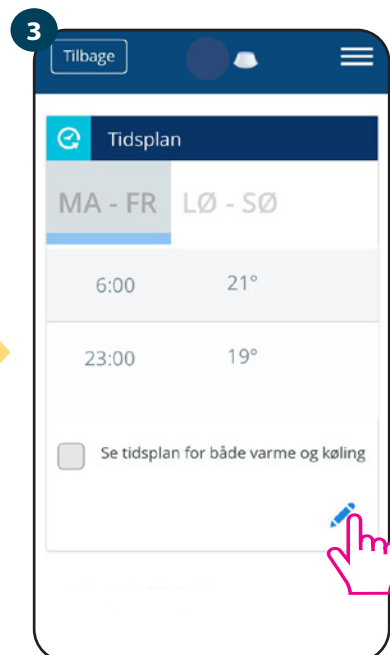 3
Tilbage
Tidsplan
MA - FR LØ - SØ
6:00 21°
23:00 19°
Se tidsplan for både varme og køling